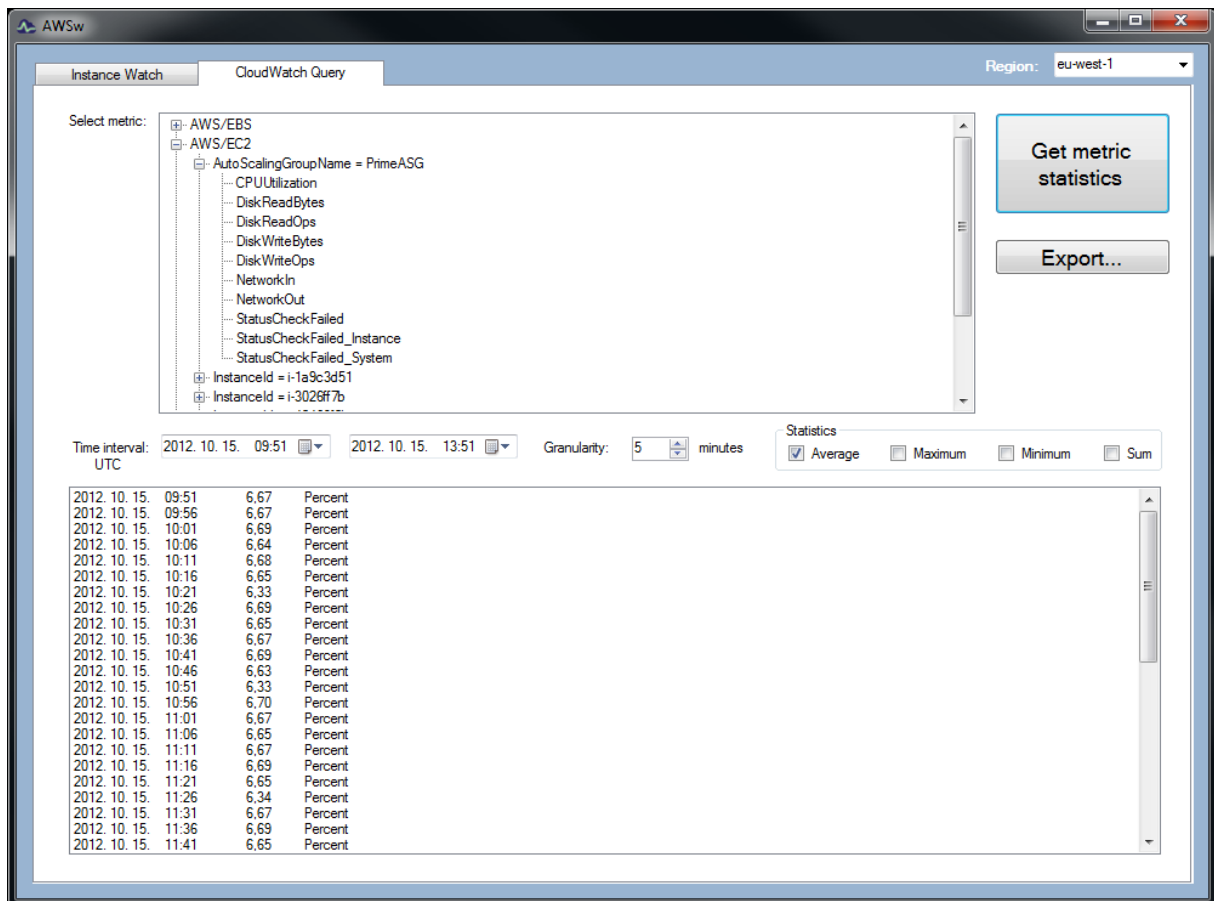 AWSw
Instance Watch CloudWatch Query Region: eu-west-1
Select metric:
AWS/EBS
AWS/EC2
AutoScalingGroupName = PrimeASG
CPUUtilization
DiskReadBytes
DiskReadOps
DiskWriteBytes
DiskWriteOps
NetworkIn
NetworkOut
StatusCheckFailed
StatusCheckFailed_Instance
StatusCheckFailed_System
InstanceId = i-1a9c3d51
InstanceId = i-3026ff7b
Get metric
statistics
Export...
Time interval: 2012. 10. 15. 09:51 2012. 10. 15. 13:51 Granularity: 5 minutes
UTC
Statistics
Average Maximum Minimum Sum
2012. 10. 15. 09:51 6,67 Percent
2012. 10. 15. 09:56 6,67 Percent
2012. 10. 15. 10:01 6,69 Percent
2012. 10. 15. 10:06 6,64 Percent
2012. 10. 15. 10:11 6,68 Percent
2012. 10. 15. 10:16 6,65 Percent
2012. 10. 15. 10:21 6,33 Percent
2012. 10. 15. 10:26 6,69 Percent
2012. 10. 15. 10:31 6,65 Percent
2012. 10. 15. 10:36 6,67 Percent
2012. 10. 15. 10:41 6,69 Percent
2012. 10. 15. 10:46 6,63 Percent
2012. 10. 15. 10:51 6,33 Percent
2012. 10. 15. 10:56 6,70 Percent
2012. 10. 15. 11:01 6,67 Percent
2012. 10. 15. 11:06 6,65 Percent
2012. 10. 15. 11:11 6,67 Percent
2012. 10. 15. 11:16 6,69 Percent
2012. 10. 15. 11:21 6,65 Percent
2012. 10. 15. 11:26 6,34 Percent
2012. 10. 15. 11:31 6,67 Percent
2012. 10. 15. 11:36 6,69 Percent
2012. 10. 15. 11:41 6,65 Percent